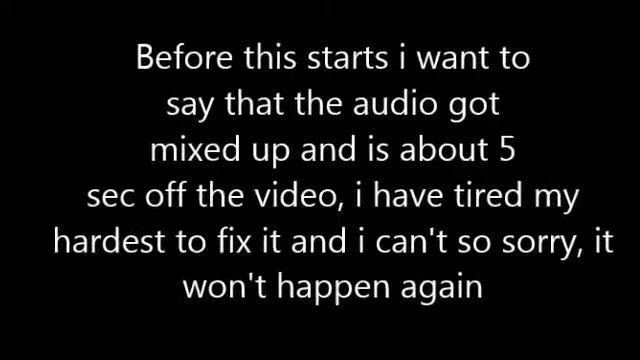 Before this starts i want to
say that the audio got
mixed up and is about 5
sec off the video, i have tired my
hardest to fix it and i can't so sorry, it
won't happen again